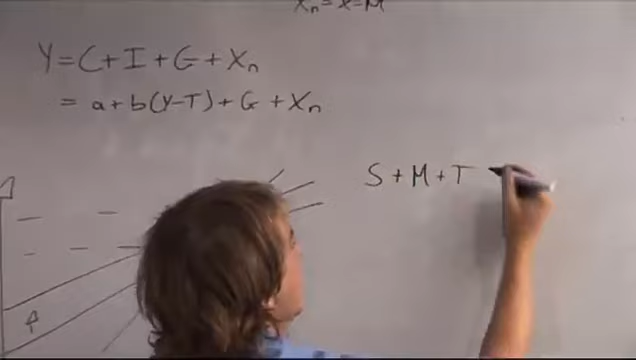 Xn = X - M
Y = C + I + G + Xn
= a + b(Y-T) + G + Xn
S + M + T